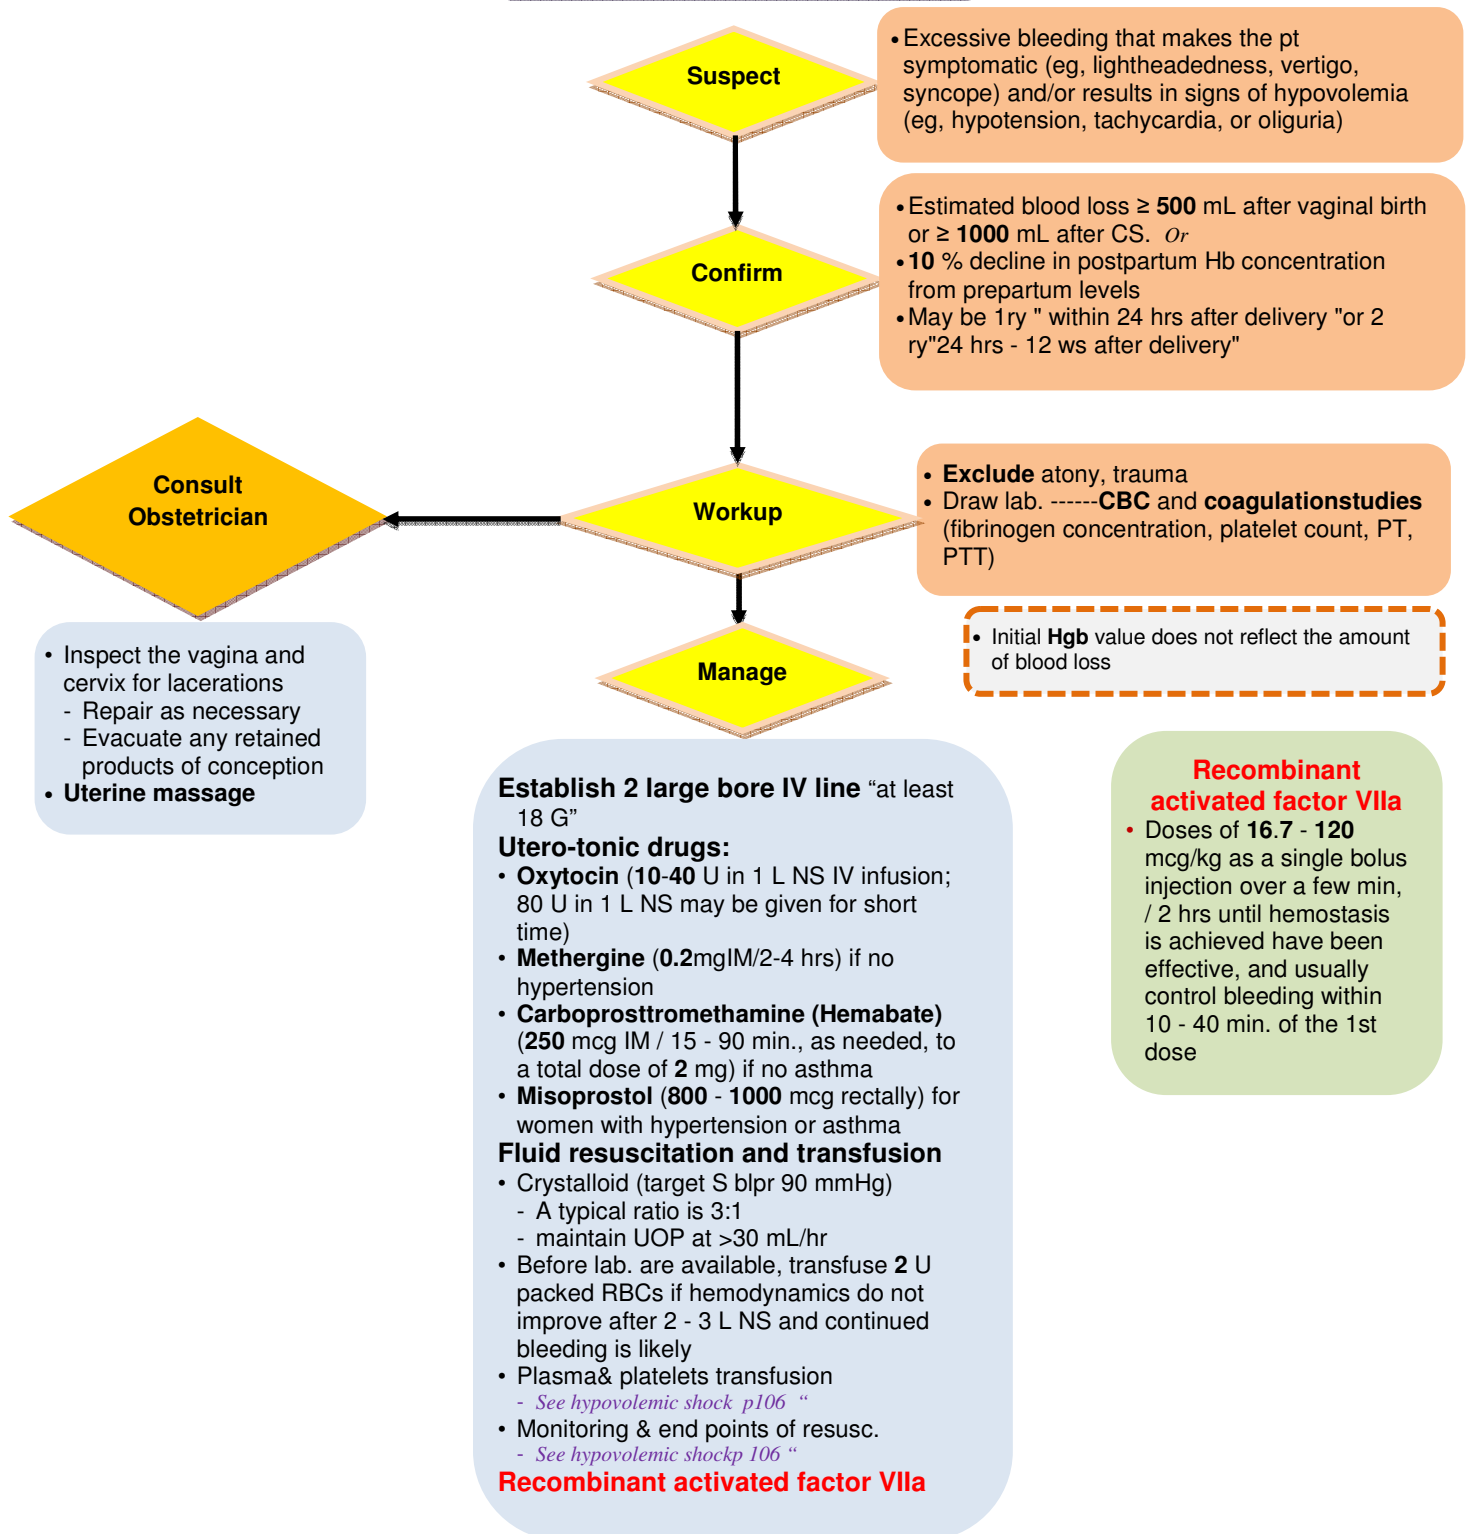 Suspect
• Excessive bleeding that makes the pt
symptomatic (eg, lightheadedness, vertigo,
syncope) and/or results in signs of hypovolemia
(eg, hypotension, tachycardia, or oliguria)
Confirm
• Estimated blood loss ≥ 500 mL after vaginal birth
or ≥ 1000 mL after CS. Or
• 10 % decline in postpartum Hb concentration
from prepartum levels
• May be 1ry " within 24 hrs after delivery "or 2
ry"24 hrs - 12 ws after delivery"
Consult
Obstetrician
Workup
• Exclude atony, trauma
• Draw lab. ------CBC and coagulationstudies
(fibrinogen concentration, platelet count, PT,
PTT)
• Initial Hgb value does not reflect the amount
of blood loss
• Inspect the vagina and
cervix for lacerations
- Repair as necessary
- Evacuate any retained
products of conception
• Uterine massage
Manage
Establish 2 large bore IV line “at least
18 G”
Utero-tonic drugs:
• Oxytocin (10-40 U in 1 L NS IV infusion;
80 U in 1 L NS may be given for short
time)
• Methergine (0.2mgIM/2-4 hrs) if no
hypertension
• Carboprosttromethamine (Hemabate)
(250 mcg IM / 15 - 90 min., as needed, to
a total dose of 2 mg) if no asthma
• Misoprostol (800 - 1000 mcg rectally) for
women with hypertension or asthma
Fluid resuscitation and transfusion
• Crystalloid (target S blpr 90 mmHg)
- A typical ratio is 3:1
- maintain UOP at >30 mL/hr
• Before lab. are available, transfuse 2 U
packed RBCs if hemodynamics do not
improve after 2 - 3 L NS and continued
bleeding is likely
• Plasma& platelets transfusion
- See hypovolemic shock p106 “
• Monitoring & end points of resusc.
- See hypovolemic shockp 106 “
Recombinant activated factor VIIa
Recombinant
activated factor VIIa
• Doses of 16.7 - 120
mcg/kg as a single bolus
injection over a few min,
/ 2 hrs until hemostasis
is achieved have been
effective, and usually
control bleeding within
10 - 40 min. of the 1st
dose